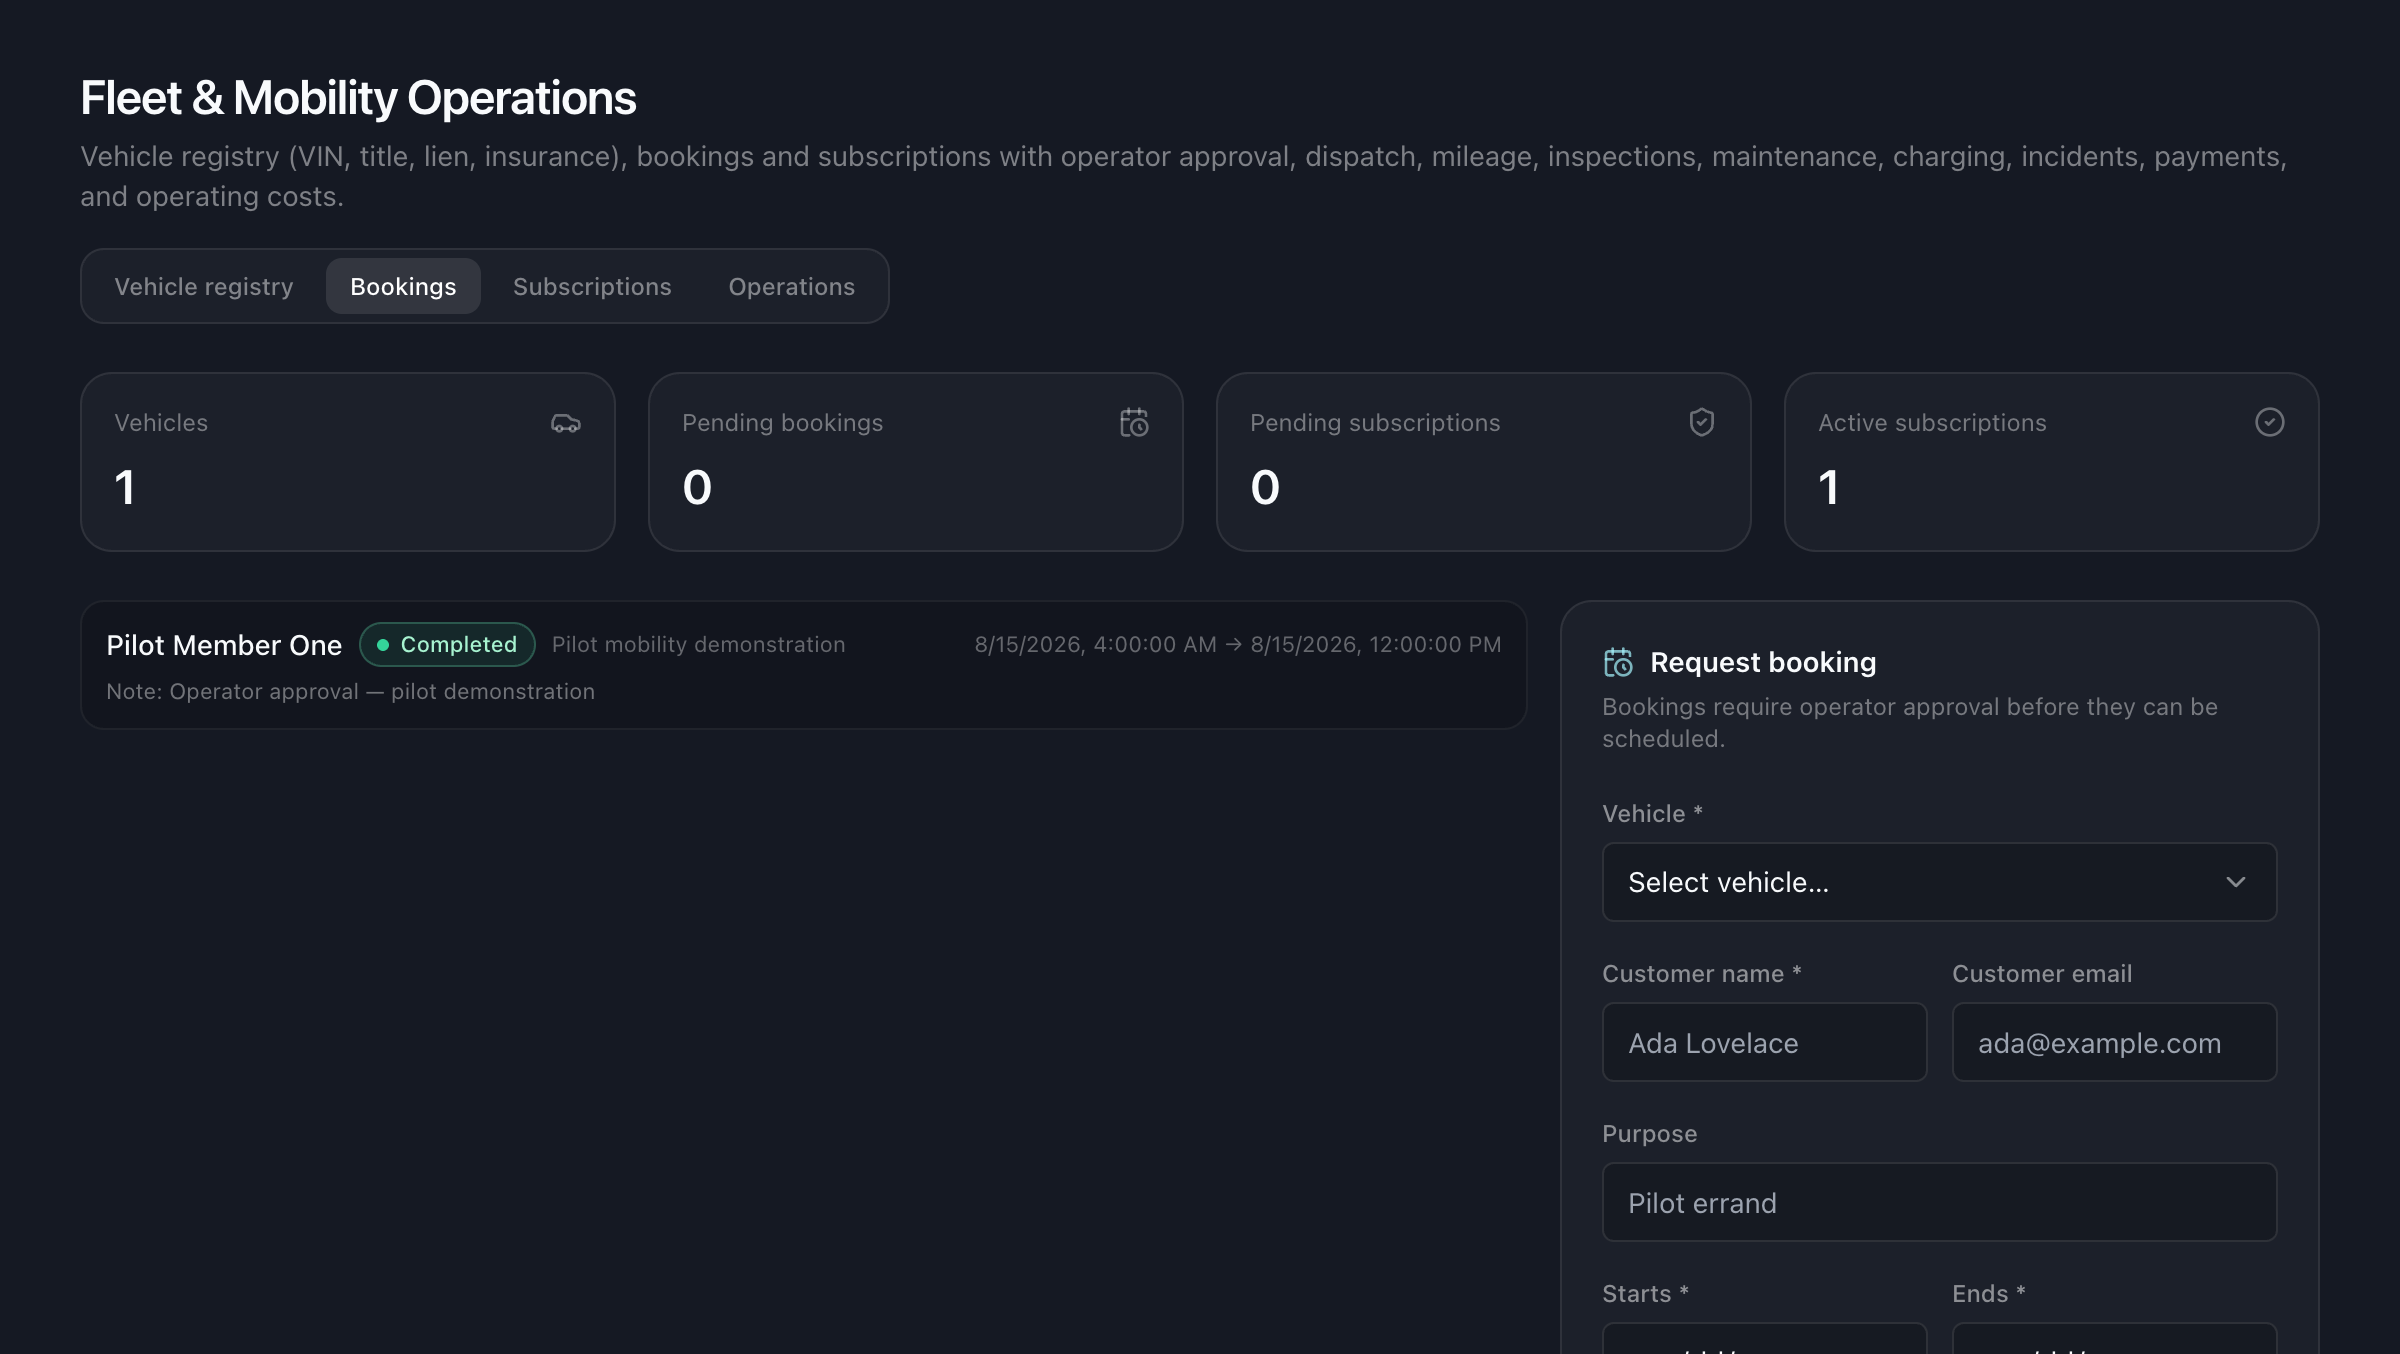 Fleet & Mobility Operations
Vehicle registry (VIN, title, lien, insurance), bookings and subscriptions with operator approval, dispatch, mileage, inspections, maintenance, charging, incidents, payments,
and operating costs.
Vehicle registry
Bookings
Subscriptions
Operations
Vehicles
1
Pending bookings
0
Pending subscriptions
0
Active subscriptions
1
Pilot Member One
Completed
Pilot mobility demonstration
8/15/2026, 4:00:00 AM → 8/15/2026, 12:00:00 PM
Note: Operator approval — pilot demonstration
Request booking
Bookings require operator approval before they can be
scheduled.
Vehicle *
Select vehicle...
Customer name *
Customer email
Ada Lovelace
ada@example.com
Purpose
Pilot errand
Starts *
Ends *